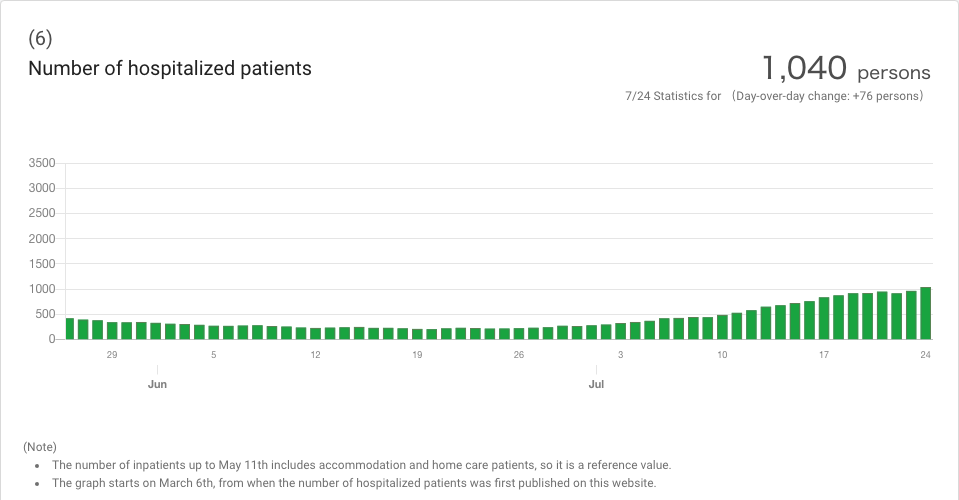 (6)
Number of hospitalized patients
1,040 persons
7/24 Statistics for （Day-over-day change: +76 persons）
3500
3000
2500
2000
1500
1000
500
0
29 5 12 19 26 3 10 17 24
Jun Jul
(Note)
• The number of inpatients up to May 11th includes accommodation and home care patients, so it is a reference value.
• The graph starts on March 6th, from when the number of hospitalized patients was first published on this website.